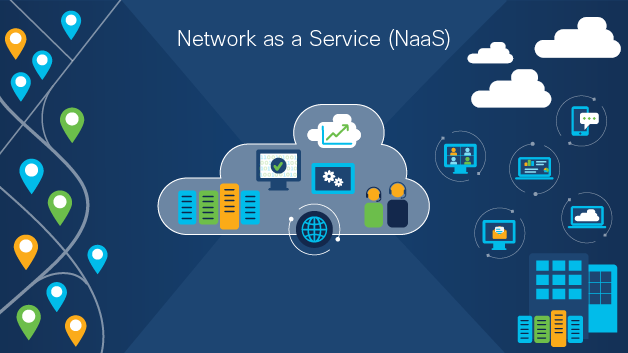 Network as a Service (NaaS)